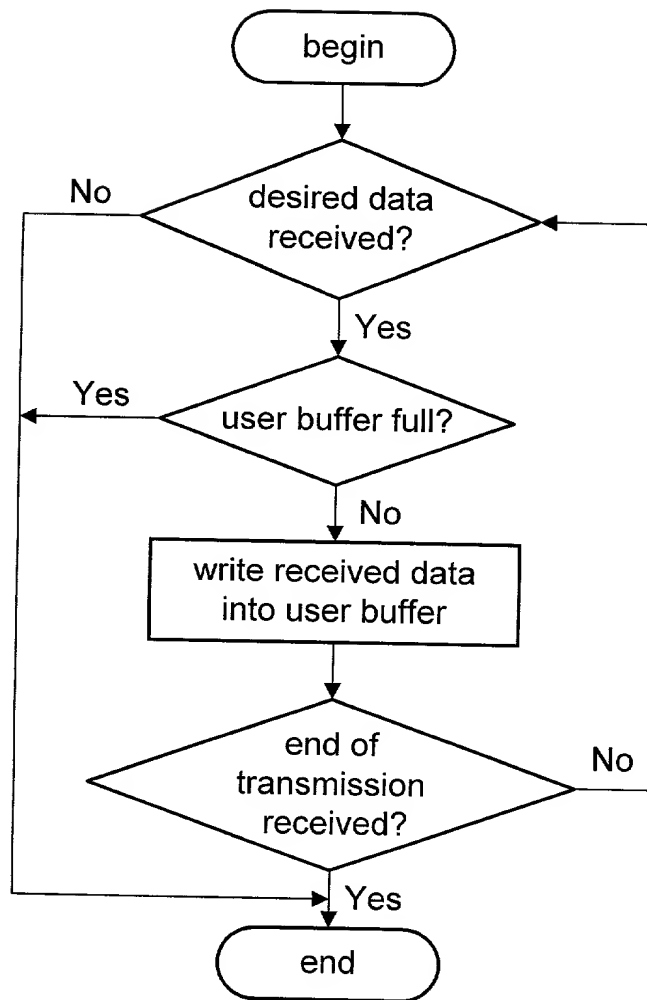 begin
No
desired data
received?
Yes
Yes
user buffer full?
No
write received data
into user buffer
end of
transmission
received?
No
Yes
end